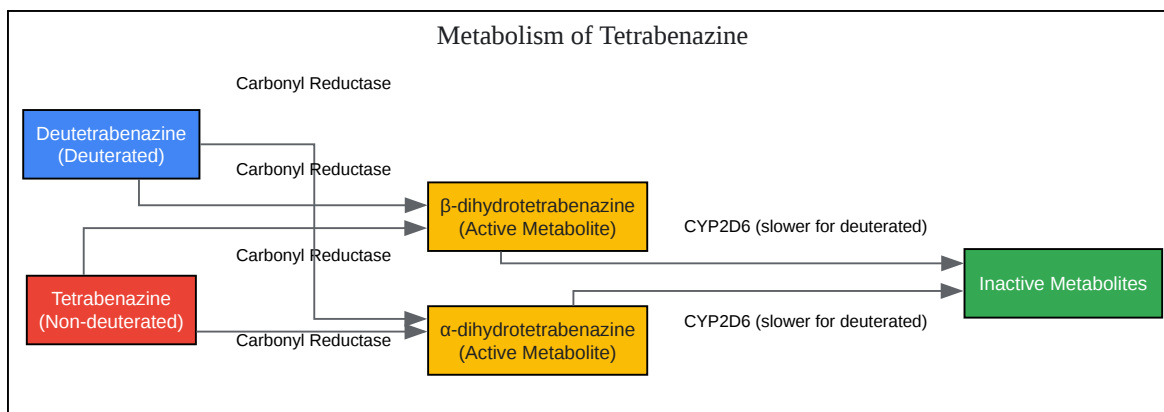 Metabolism of Tetrabenazine
Carbonyl Reductase
Deutetrabenazine
(Deuterated)
Carbonyl Reductase
β-dihydrotetrabenazine
(Active Metabolite)
CYP2D6 (slower for deuterated)
Carbonyl Reductase
Tetrabenazine
(Non-deuterated)
Inactive Metabolites
α-dihydrotetrabenazine
(Active Metabolite)
CYP2D6 (slower for deuterated)
Carbonyl Reductase